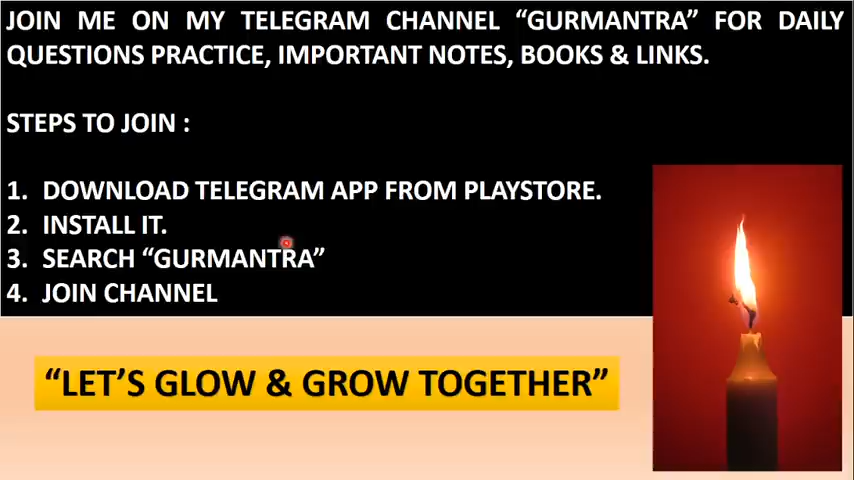 JOIN ME ON MY TELEGRAM CHANNEL “GURMANTRA” FOR DAILY
QUESTIONS PRACTICE, IMPORTANT NOTES, BOOKS & LINKS.
STEPS TO JOIN :
1. DOWNLOAD TELEGRAM APP FROM PLAYSTORE.
2. INSTALL IT.
3. SEARCH “GURMANTRA”
4. JOIN CHANNEL
“LET’S GLOW & GROW TOGETHER”